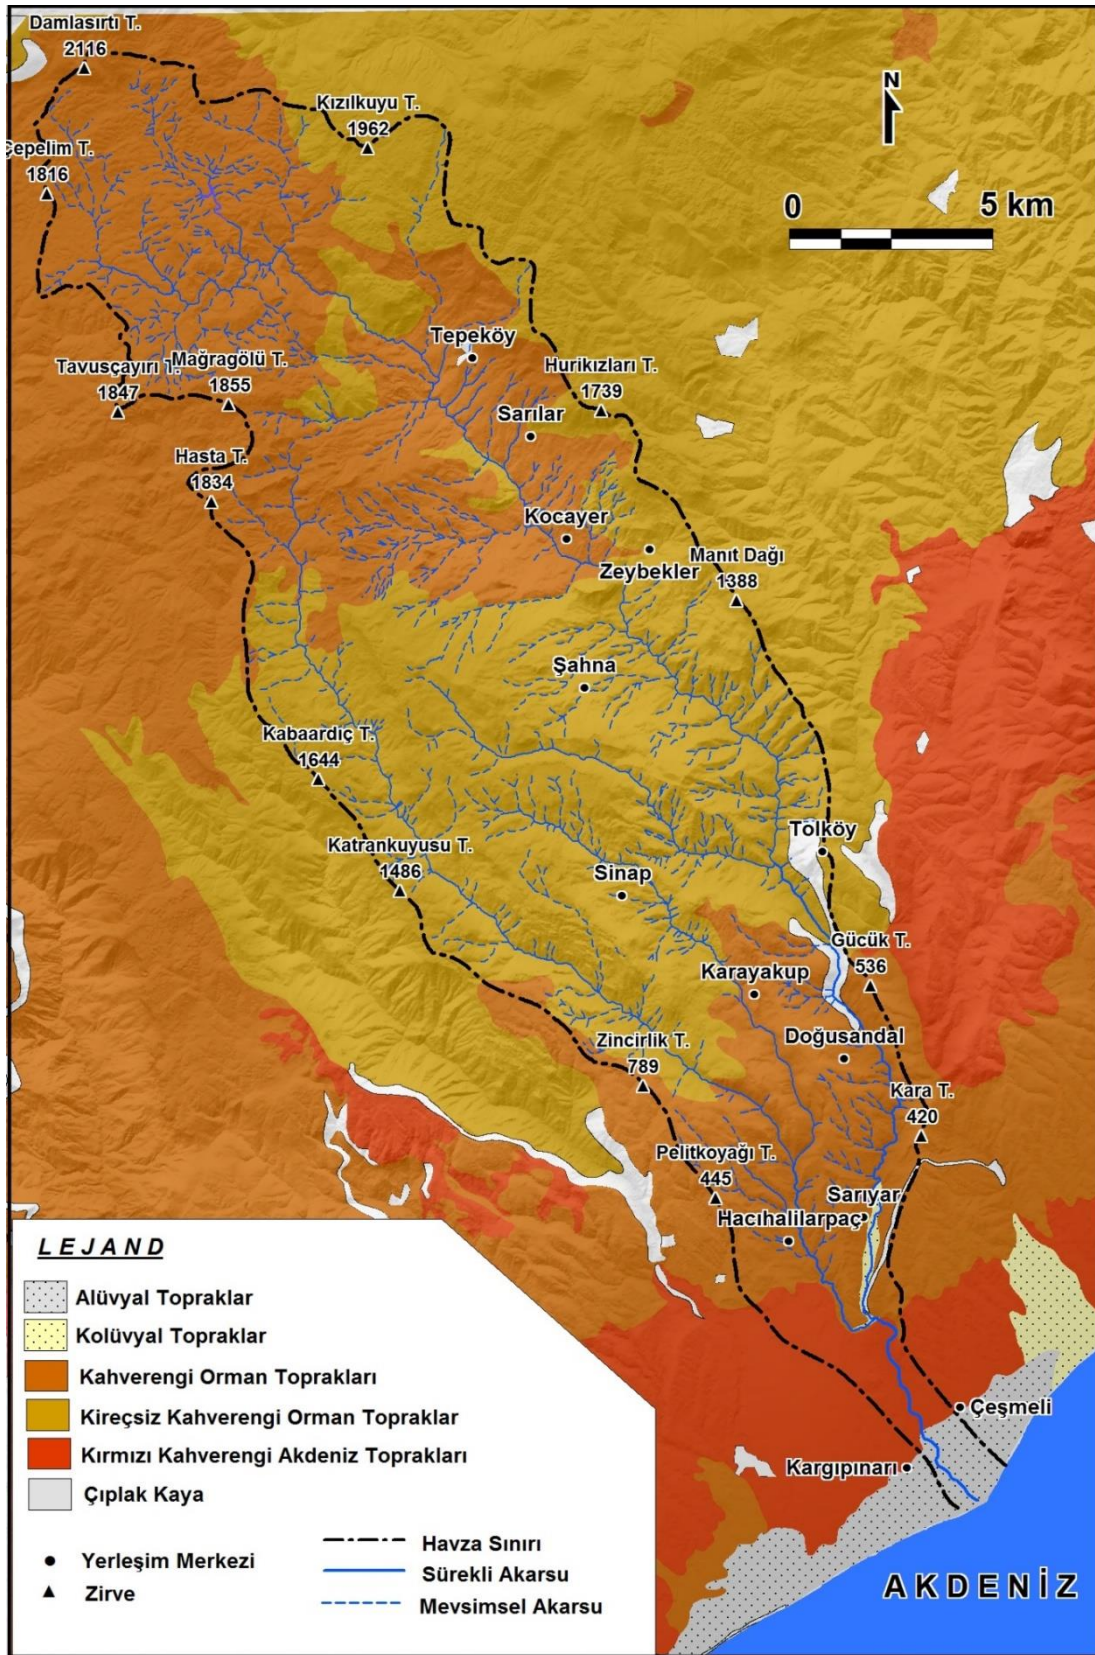 Damlasırtı T.
2116
Kızılkuyu T.
1962
N
Çepelim T.
1816
0 5 km
Tepeköy
Tavusçayırı T.
1847
Mağragölü T.
1855
Hurikızları T.
1739
Sarılar
Hasta T.
1834
Kocayer
Zeybekler
Manıt Dağı
1388
Şahna
Kabaardiç T.
1644
Katrankuyusu T.
1486
Tolköy
Sinap
Gücük T.
536
Karayakup
Zincirlik T.
789
Doğusandal
Kara T.
420
Pelitkoyağı T.
445
Sarıyar
Hacıhalilarpaç
Çeşmeli
Kargıpınarı
AKDENİZ
LEJAND
Alüvyal Topraklar
Kolüvyal Topraklar
Kahverengi Orman Toprakları
Kireçsiz Kahverengi Orman Topraklar
Kırmızı Kahverengi Akdeniz Toprakları
Çıplak Kaya
Yerleşim Merkezi
Zirve
Havza Sınırı
Sürekli Akarsu
Mevsimsel Akarsu